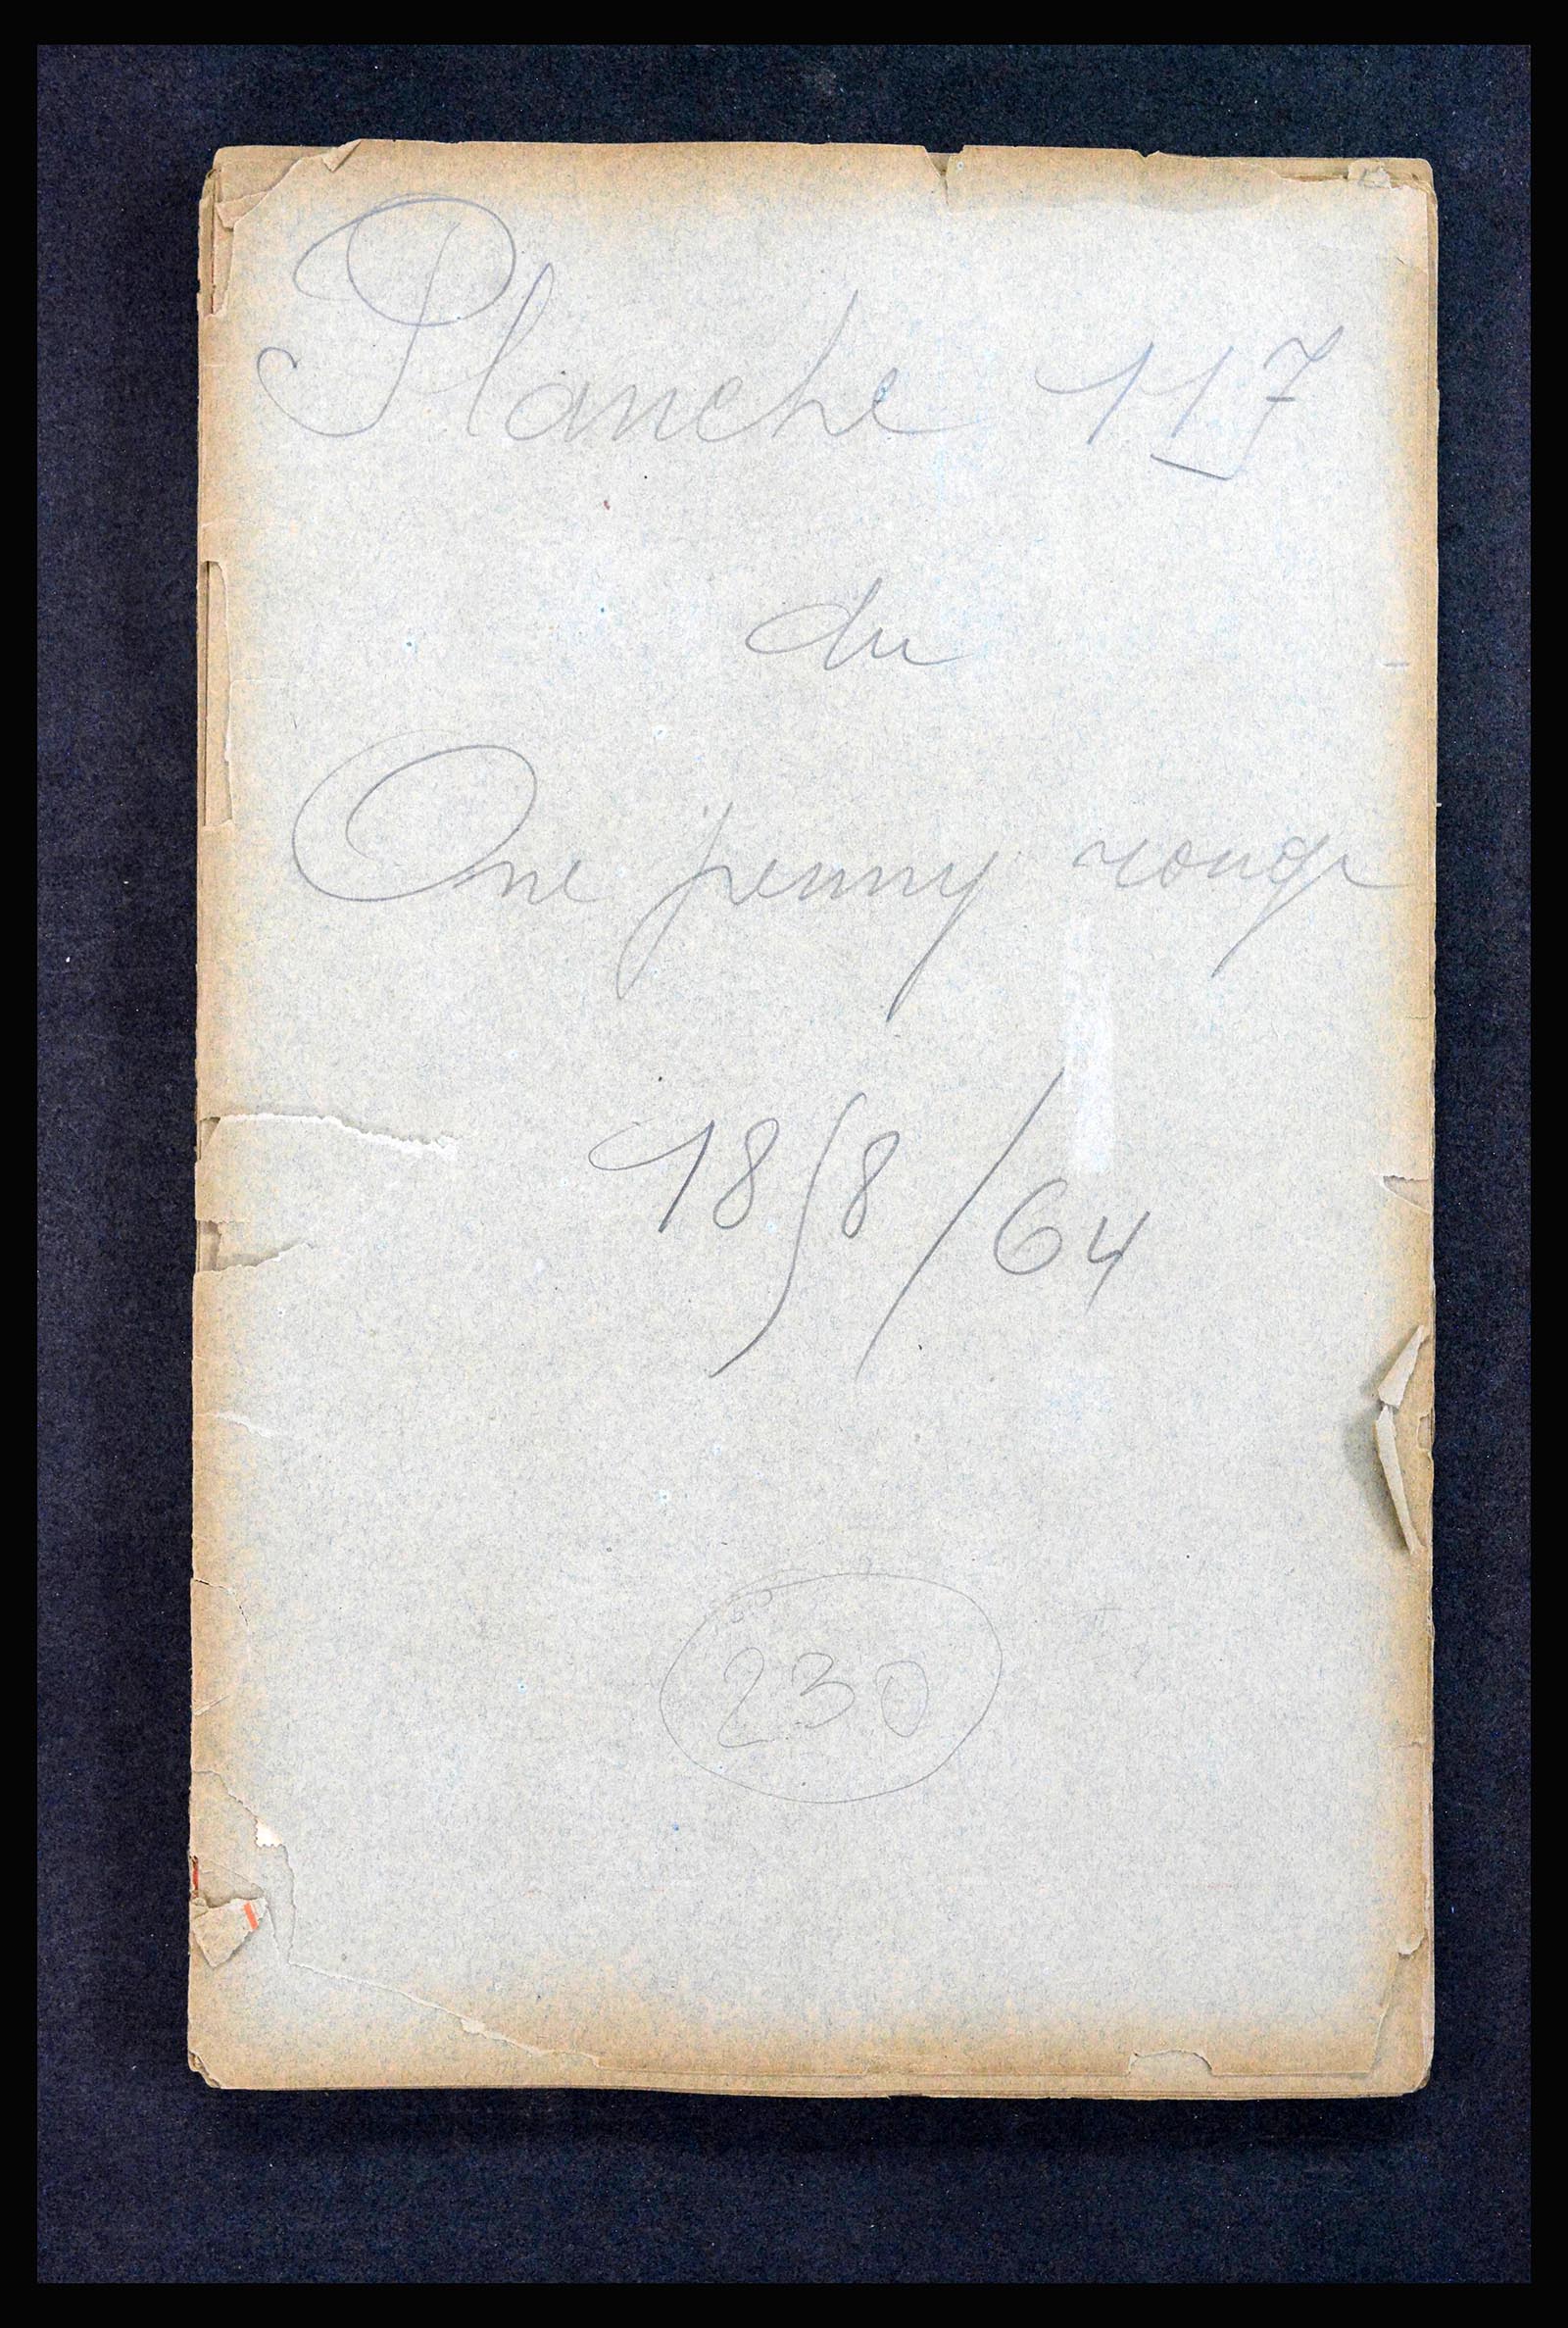 Planche 117
du
One penny rouge
1858/64
230